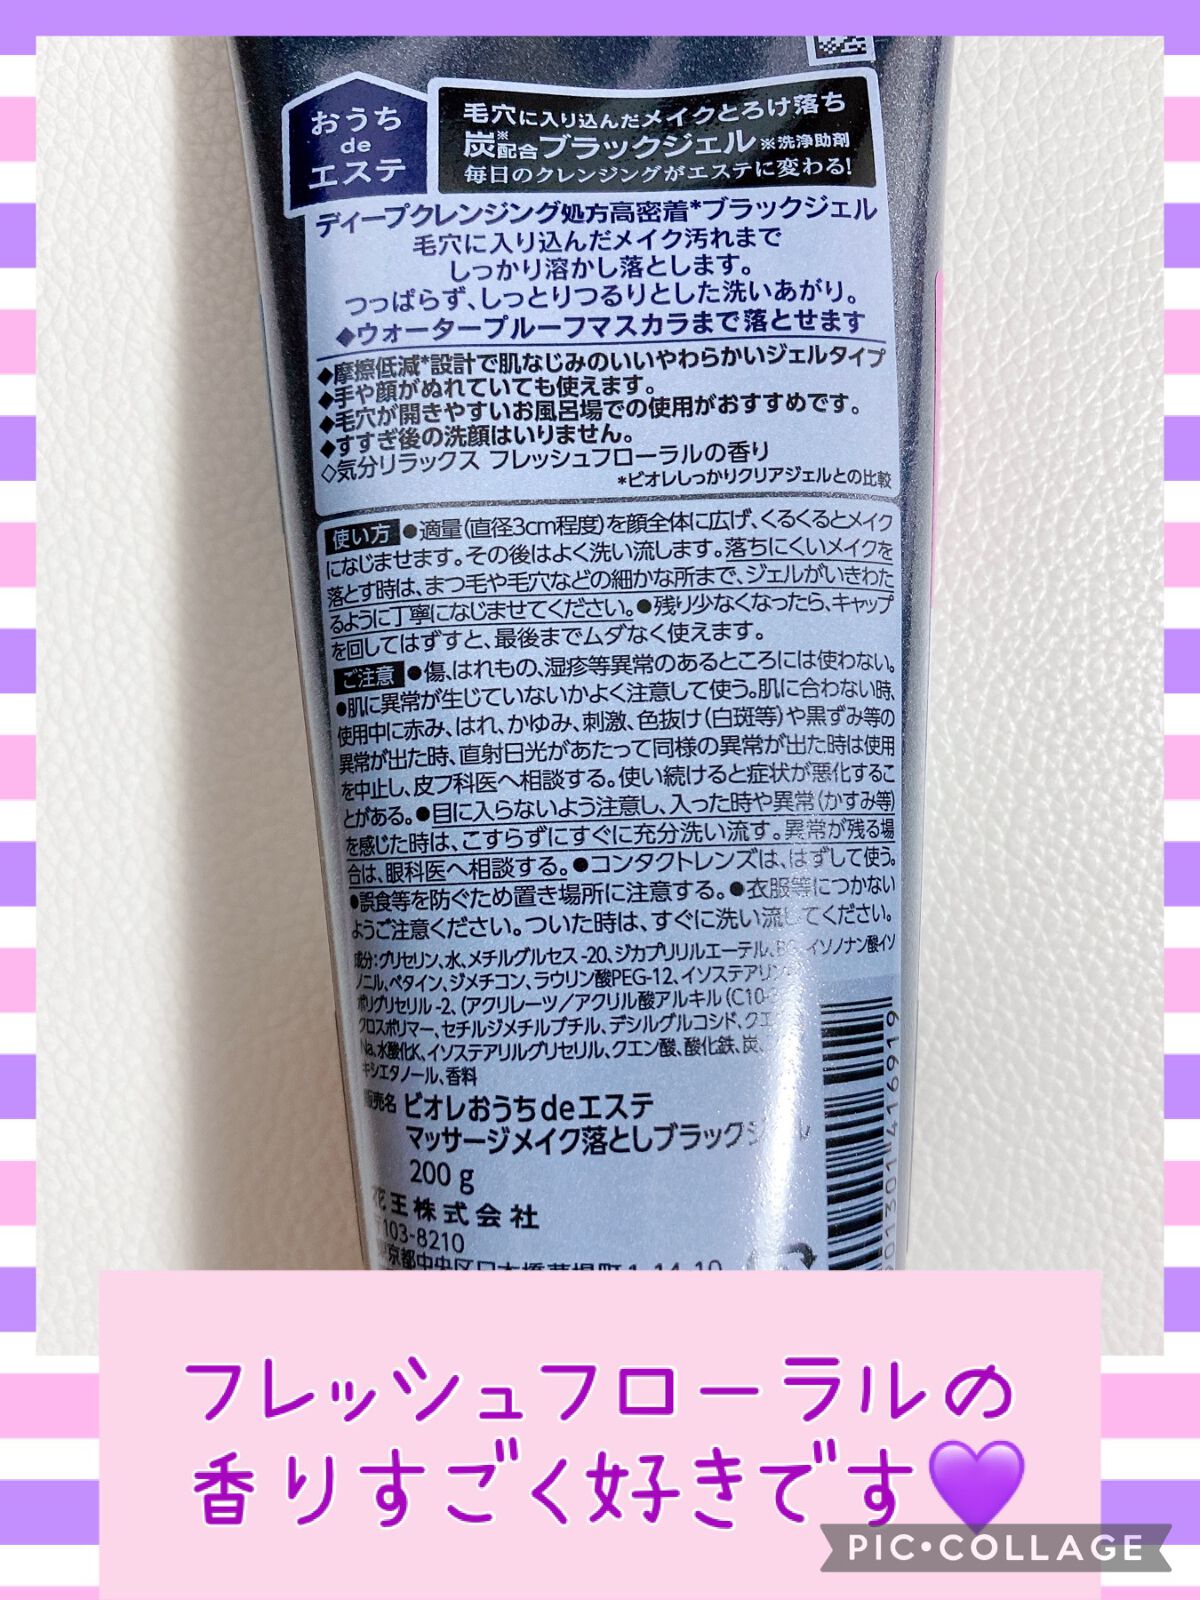 おうち
de
エステ
毛穴に入り込んだメイクとろけ落ち
炭※配合ブラックジェル※洗浄助剤
毎日のクレンジングがエステに変わる!
ディープクレンジング処方高密着*ブラックジェル
毛穴に入り込んだメイク汚れまで
しっかり溶かし落とします。
つっぱらず、しっとりつるりとした洗いあがり。
◆ウォータープルーフマスカラまで落とせます
◆摩擦低減*設計で肌なじみのいいやわらかいジェルタイプ
◆手や顔がぬれていても使えます。
◆毛穴が開きやすいお風呂場での使用がおすすめです。
◆すすぎ後の洗顔はいりません。
◇気分リラックス フレッシュフローラルの香り
*ビオレしっかりクリアジェルとの比較
使い方 ●適量(直径3cm程度)を顔全体に広げ、くるくるとメイク
になじませます。その後はよく洗い流します。落ちにくいメイクを
落とす時は、まつ毛や毛穴などの細かな所まで、ジェルがいきわた
るように丁寧になじませてください。●残り少なくなったら、キャップ
を回してはずすと、最後までムダなく使えます。
ご注意 ●傷、はれもの、湿疹等異常のあるところには使わない。
●肌に異常が生じていないかよく注意して使う。肌に合わない時、
使用中に赤み、はれ、かゆみ、刺激、色抜け(白斑等)や黒ずみ等の
異常が出た時、直射日光があたって同様の異常が出た時は使用
を中止し、皮フ科医へ相談する。使い続けると症状が悪化するこ
とがある。●目に入らないよう注意し、入った時や異常(かすみ等)
を感じた時は、こすらずにすぐに充分洗い流す。異常が残る場
合は、眼科医へ相談する。●コンタクトレンズは、はずして使う。
●誤食等を防ぐため置き場所に注意する。●衣服等につかない
ようご注意ください。ついた時は、すぐに洗い流してください。
成分:グリセリン、水、メチルグルセス-20、ジカプリリルエーテル、BG、イソノナン酸イソ
ノニル、ベタイン、ジメチコン、ラウリン酸PEG-12、イソステアリン
ポリグリセリル-2、(アクリレーツ/アクリル酸アルキル(C10-
クロスポリマー、セチルジメチルブチル、デシルグルコシド、クエ
Na、水酸化K、イソステアリルグリセリル、クエン酸、酸化鉄、炭、
キシエタノール、香料
販売名 ビオレおうちdeエステ
マッサージメイク落としブラックジェル
200 g
花王株式会社
〒103-8210
東京都中央区日本橋茅場町1-14-10
フレッシュフローラルの
香りすごく好きです💜
PIC•COLLAGE